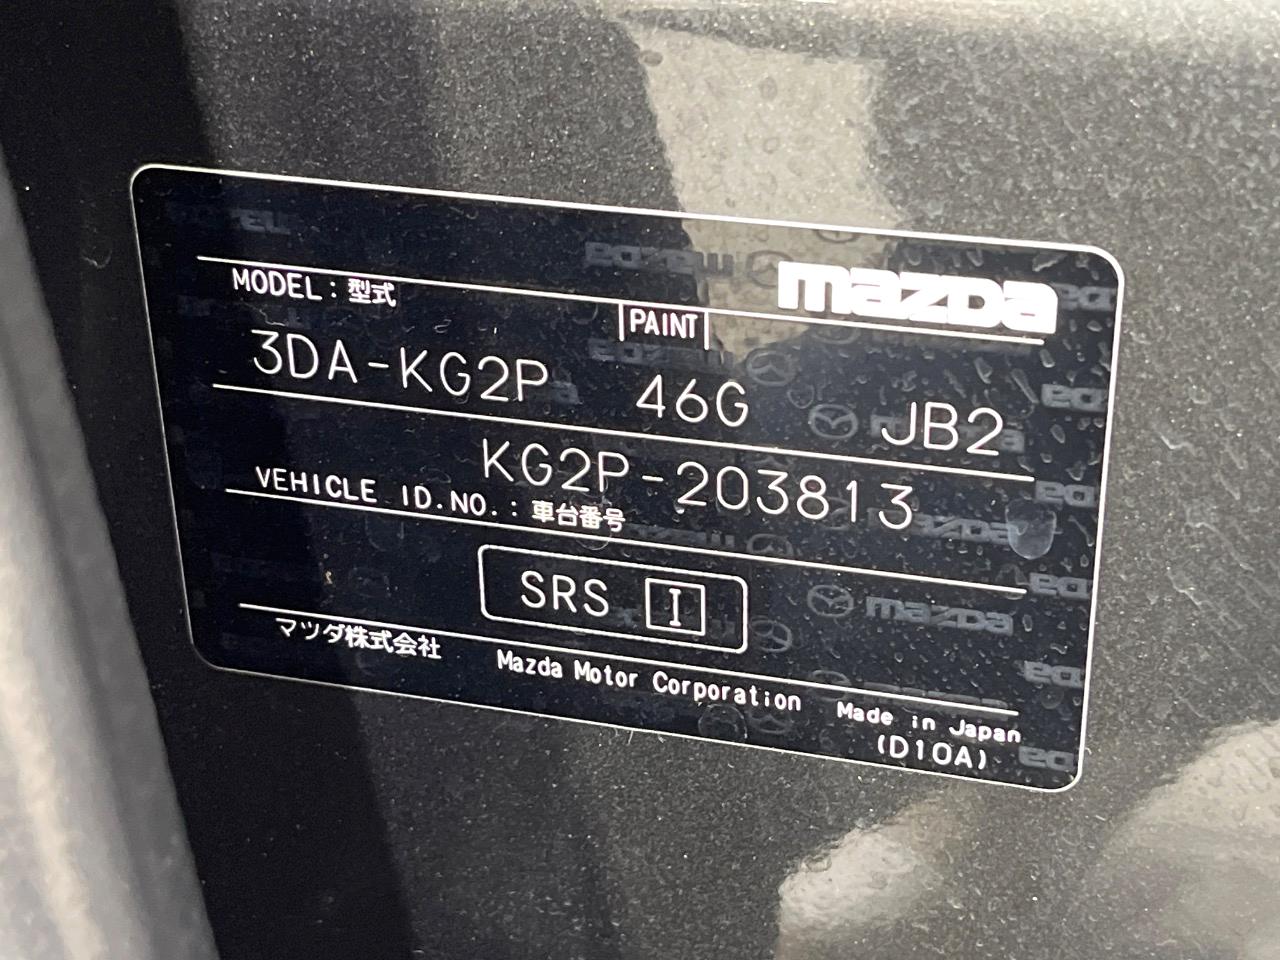 mazda
MODEL：型式
PAINT
3DA-KG2P 46G JB2
KG2P-203813
VEHICLE ID.NO.：車台番号
SRS I
マツダ株式会社 Mazda Motor Corporation Made in Japan
(D10A)